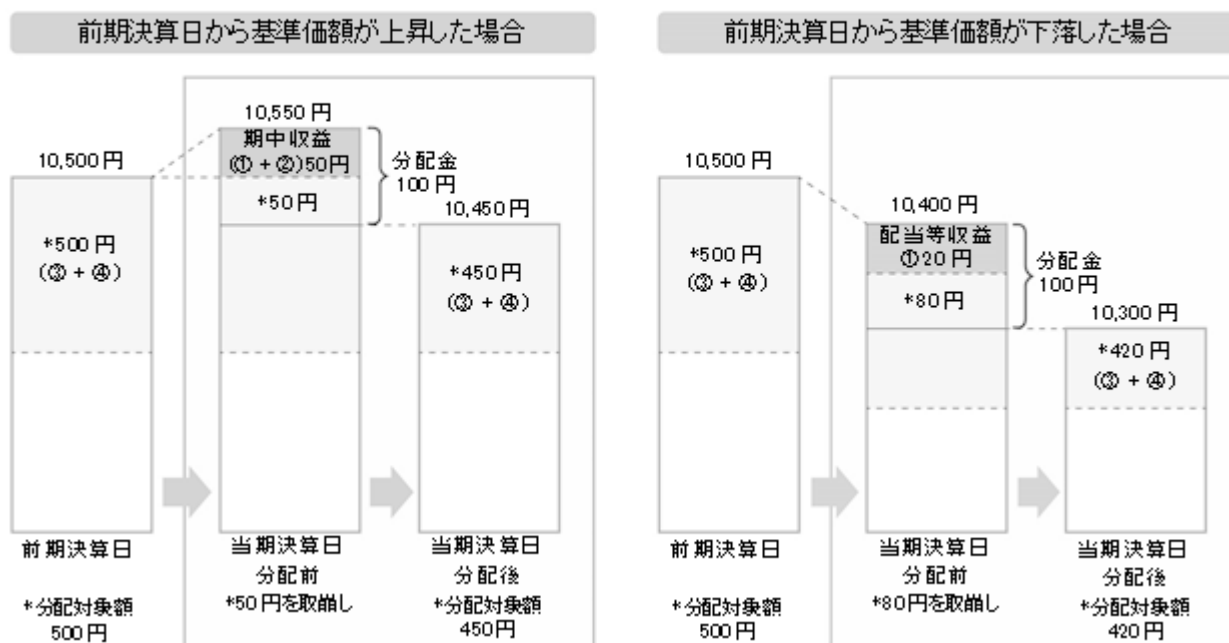 前期決算日から基準価額が上昇した場合
10,500円
*500円
(③+④)
10,550円
期中収益
(①+②)50円
*50円
分配金
100円
10,450円
*450円
(③+④)
前期決算日
*分配対象額
500円
当期決算日
分配前
*50円を取崩し
当期決算日
分配後
*分配対象額
450円
前期決算日から基準価額が下落した場合
10,500円
*500円
(③+④)
10,400円
配当等収益
①20円
*80円
分配金
100円
10,300円
*420円
(③+④)
前期決算日
*分配対象額
500円
当期決算日
分配前
*80円を取崩し
当期決算日
分配後
*分配対象額
420円